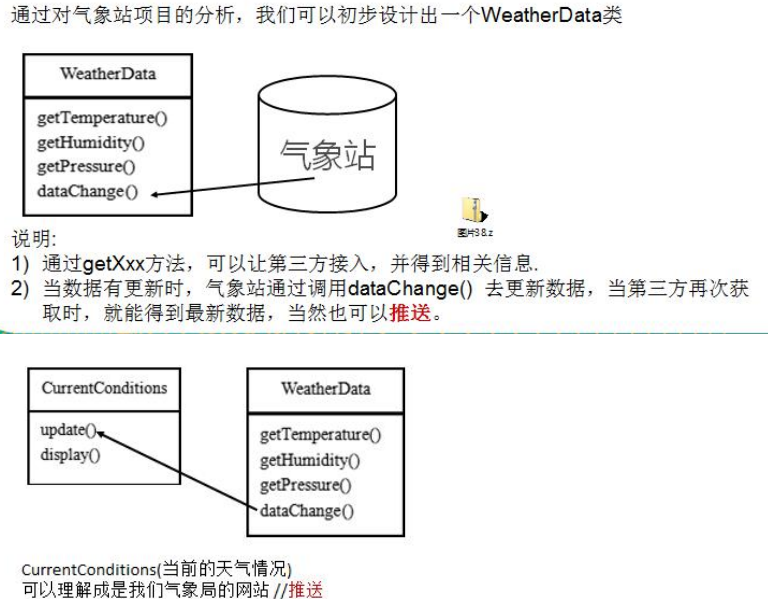 通过对气象站项目的分析，我们可以初步设计出一个WeatherData类
WeatherData
getTemperature()
getHumidity()
getPressure()
dataChange()
气象站
图片38.z
说明:
1) 通过getXxx方法，可以让第三方接入，并得到相关信息.
2) 当数据有更新时，气象站通过调用dataChange() 去更新数据，当第三方再次获
取时，就能得到最新数据，当然也可以推送。
CurrentConditions
update()
display()
WeatherData
getTemperature()
getHumidity()
getPressure()
dataChange()
CurrentConditions(当前的天气情况)
可以理解成是我们气象局的网站 //推送